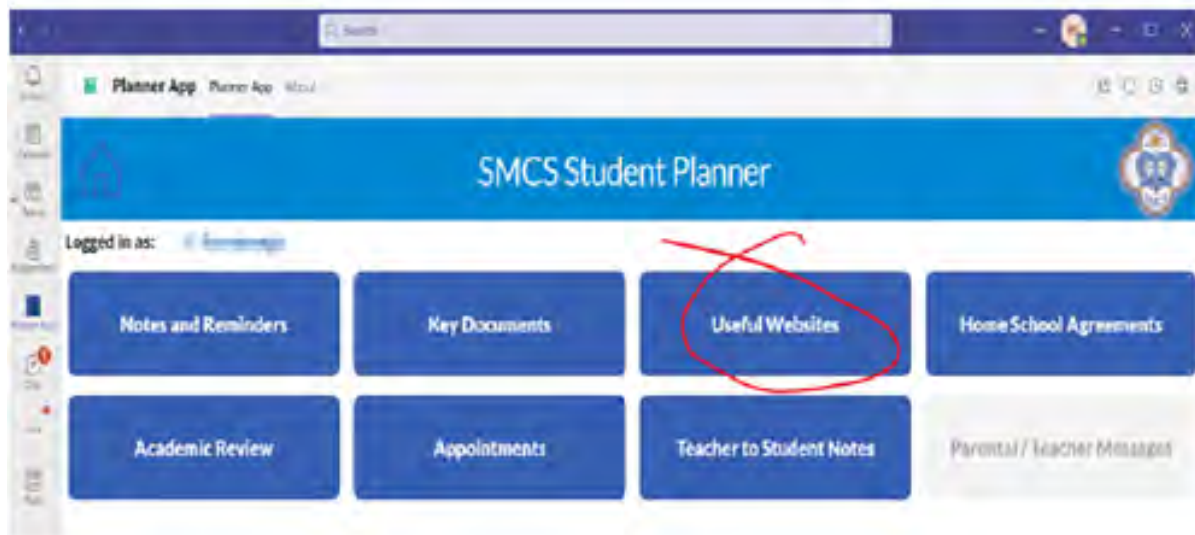 Search
Planner App Planner App About
SMCS Student Planner
Logged in as:
Notes and Reminders Key Documents Useful Websites Home School Agreements
Academic Review Appointments Teacher to Student Notes Parental / Teacher Messages